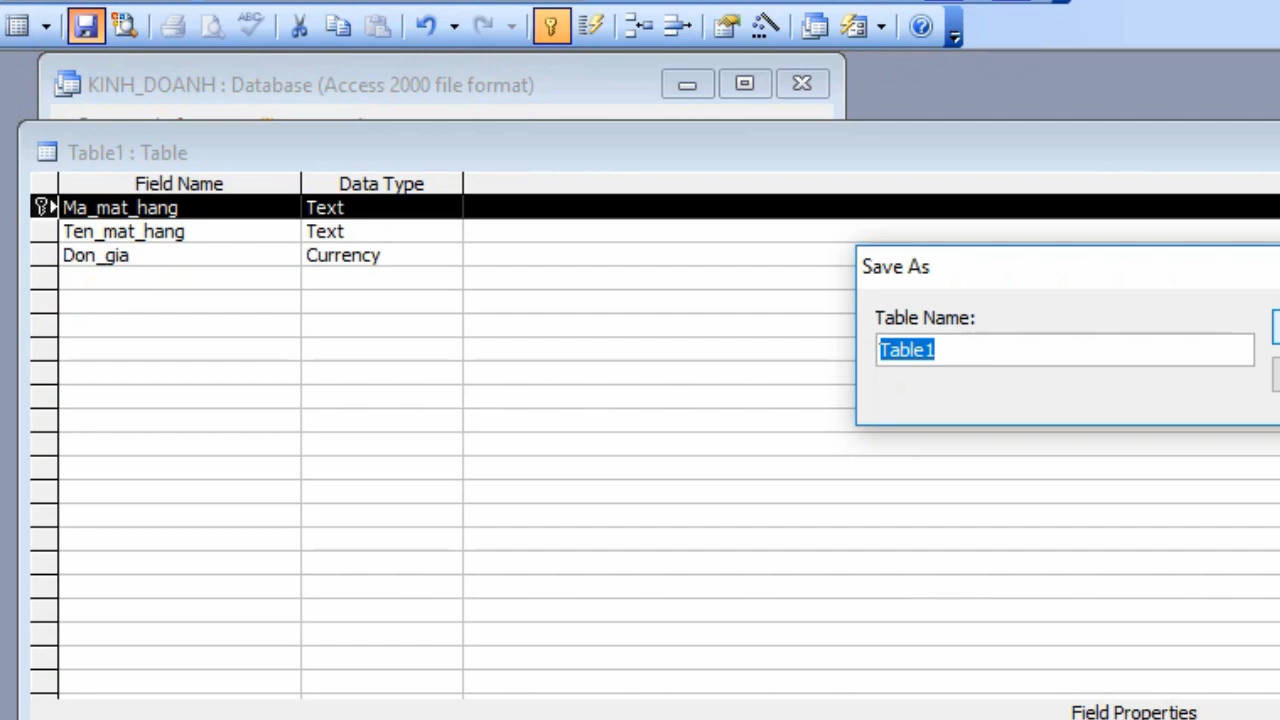 ABC
KINH_DOANH : Database (Access 2000 file format)
Table1 : Table
Field Name Data Type
Ma_mat_hang Text
Ten_mat_hang Text
Don_gia Currency
Save As
Table Name:
Table1
Field Properties